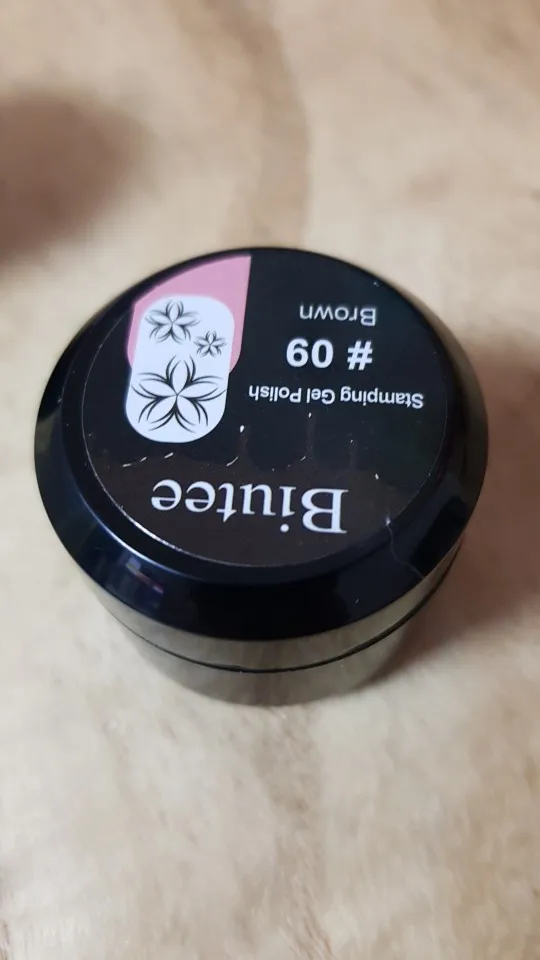 Biutee
Stamping Gel Polish
# 09
Brown